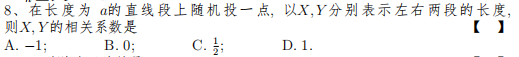 8、在长度为 a的直线段上随机投一点, 以X, Y分别表示左右两段的长度,
则X, Y的相关系数是 【 】
A. −1; B. 0; C. 1/2; D. 1.